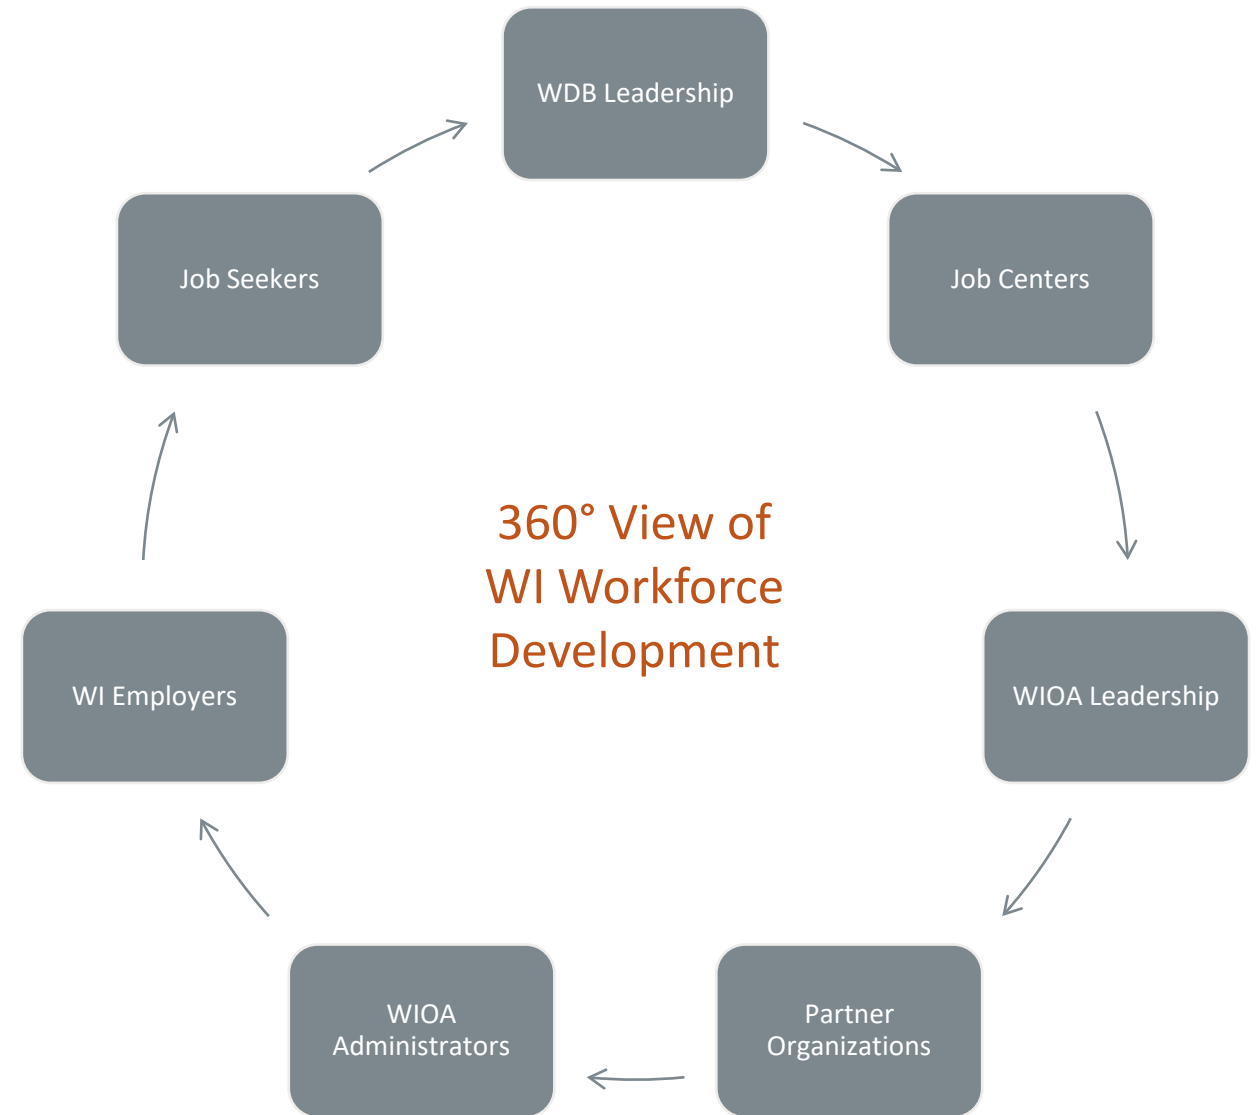 WDB Leadership
Job Centers
WIOA Leadership
Partner
Organizations
WIOA
Administrators
WI Employers
Job Seekers
360° View of
WI Workforce
Development